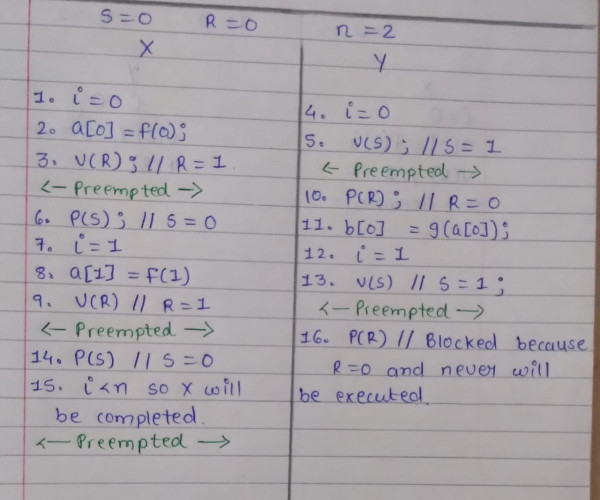 S=0 R=0 n=2
X
1. i=0
2. a[0]=f(0);
3. V(R); // R=1.
<- Preempted ->
6. P(S); // S=0
7. i=1
8. a[1]=f(1)
9. V(R) // R=1
<- Preempted ->
14. P(S) // S=0
15. i<n so X will
be completed.
<- Preempted ->
Y
4. i=0
5. V(S); // S=1
<- Preempted ->
10. P(R); // R=0
11. b[0] =g(a[0]);
12. i=1
13. V(S) // S=1;
<- Preempted ->
16. P(R) // Blocked because
R=0 and never will
be executed.